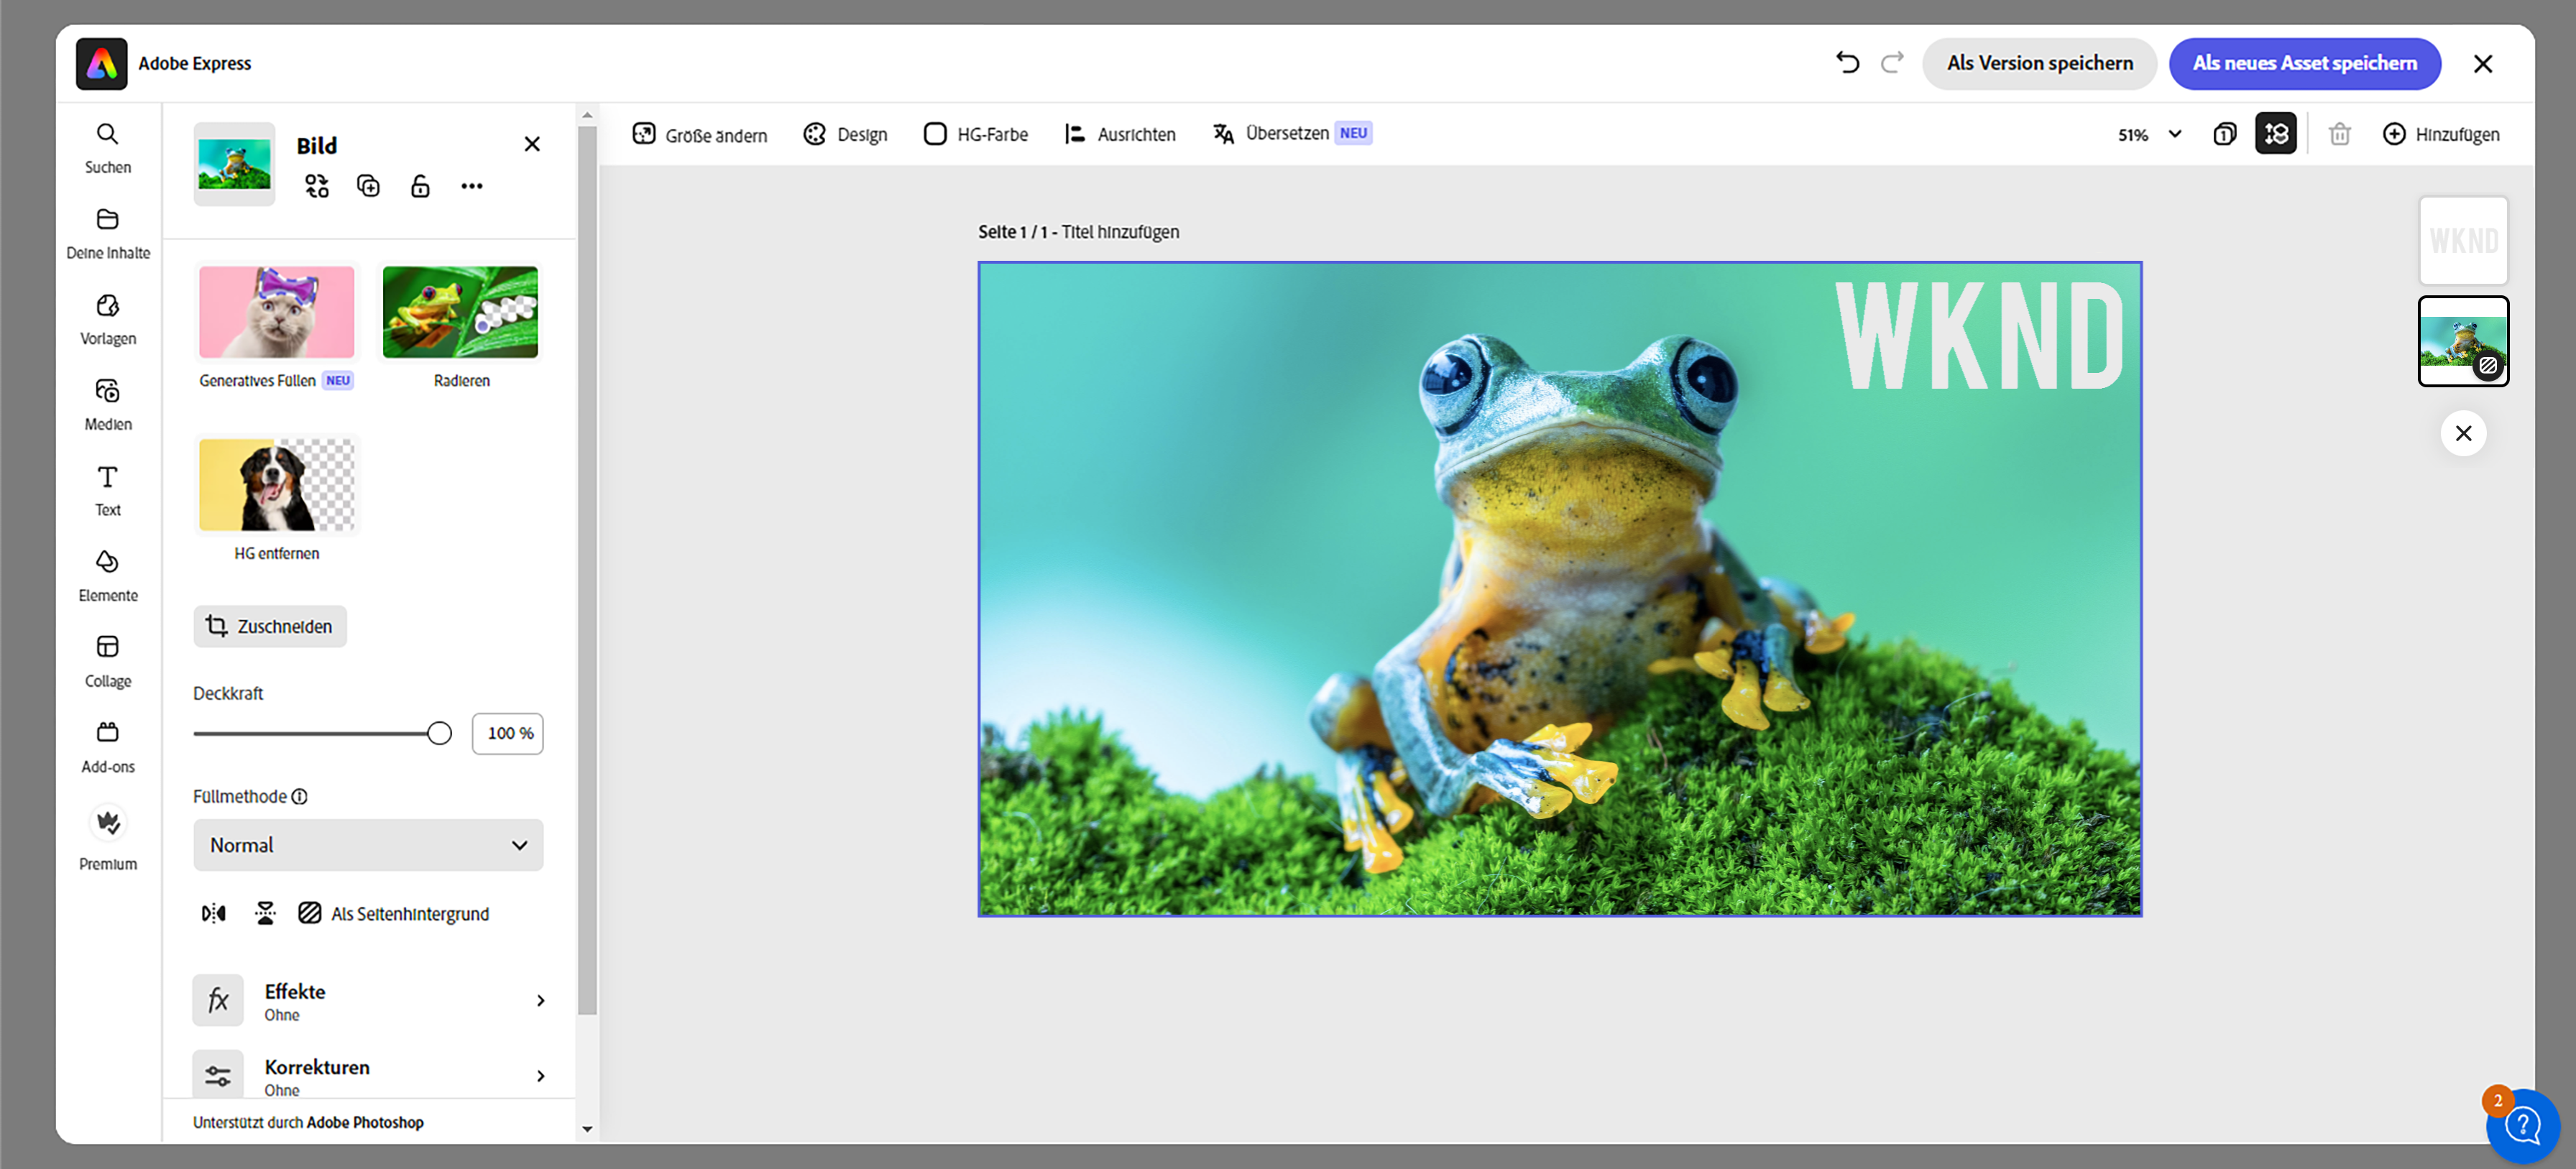 Adobe Express
Als Version speichern
Als neues Asset speichern
Suchen
Deine Inhalte
Vorlagen
Medien
Text
Elemente
Collage
Add-ons
Premium
Bild
Generatives Füllen NEU
Radieren
HG entfernen
Zuschneiden
Deckkraft
100 %
Füllmethode
Normal
Als Seitenhintergrund
fx
Effekte
Ohne
Korrekturen
Ohne
Unterstützt durch Adobe Photoshop
Größe ändern
Design
HG-Farbe
Ausrichten
Übersetzen NEU
51%
1
Hinzufügen
Seite 1 / 1 - Titel hinzufügen
WKND
WKND
2
?